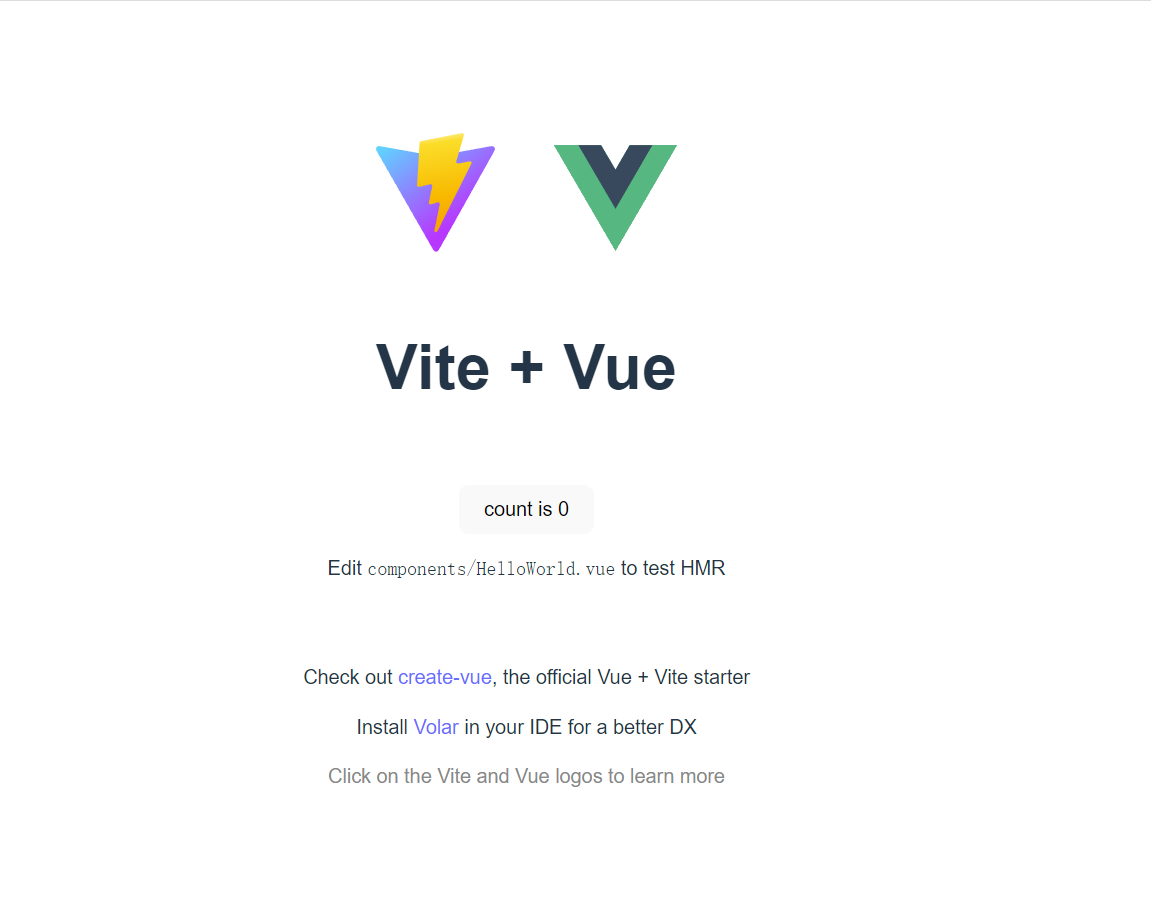 Vite + Vue
count is 0
Edit components/HelloWorld.vue to test HMR
Check out create-vue, the official Vue + Vite starter
Install Volar in your IDE for a better DX
Click on the Vite and Vue logos to learn more